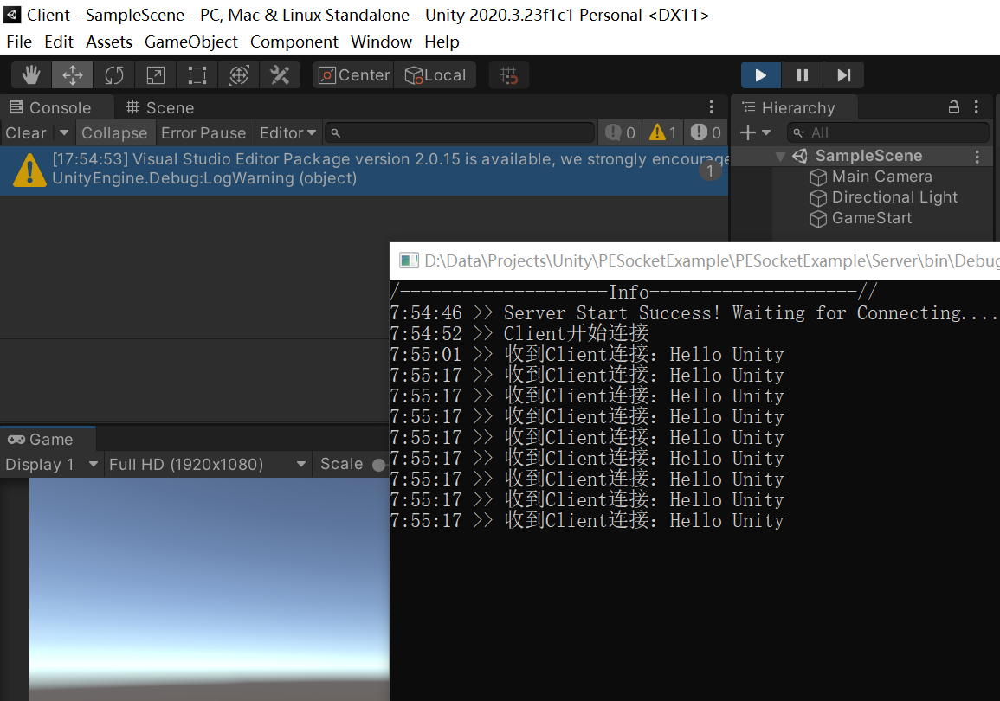 Client - SampleScene - PC, Mac & Linux Standalone - Unity 2020.3.23f1c1 Personal <DX11>
File Edit Assets GameObject Component Window Help
Center Local
Console Scene
Hierarchy
Clear Collapse Error Pause Editor 0 1 0
All
[17:54:53] Visual Studio Editor Package version 2.0.15 is available, we strongly encourage
UnityEngine.Debug:LogWarning (object)
1
SampleScene
Main Camera
Directional Light
GameStart
D:\Data\Projects\Unity\PESocketExample\PESocketExample\Server\bin\Debug
/--------------------Info--------------------//
7:54:46 >> Server Start Success! Waiting for Connecting....
7:54:52 >> Client开始连接
7:55:01 >> 收到Client连接：Hello Unity
7:55:17 >> 收到Client连接：Hello Unity
7:55:17 >> 收到Client连接：Hello Unity
7:55:17 >> 收到Client连接：Hello Unity
7:55:17 >> 收到Client连接：Hello Unity
7:55:17 >> 收到Client连接：Hello Unity
7:55:17 >> 收到Client连接：Hello Unity
7:55:17 >> 收到Client连接：Hello Unity
7:55:17 >> 收到Client连接：Hello Unity
Game
Display 1 Full HD (1920x1080) Scale